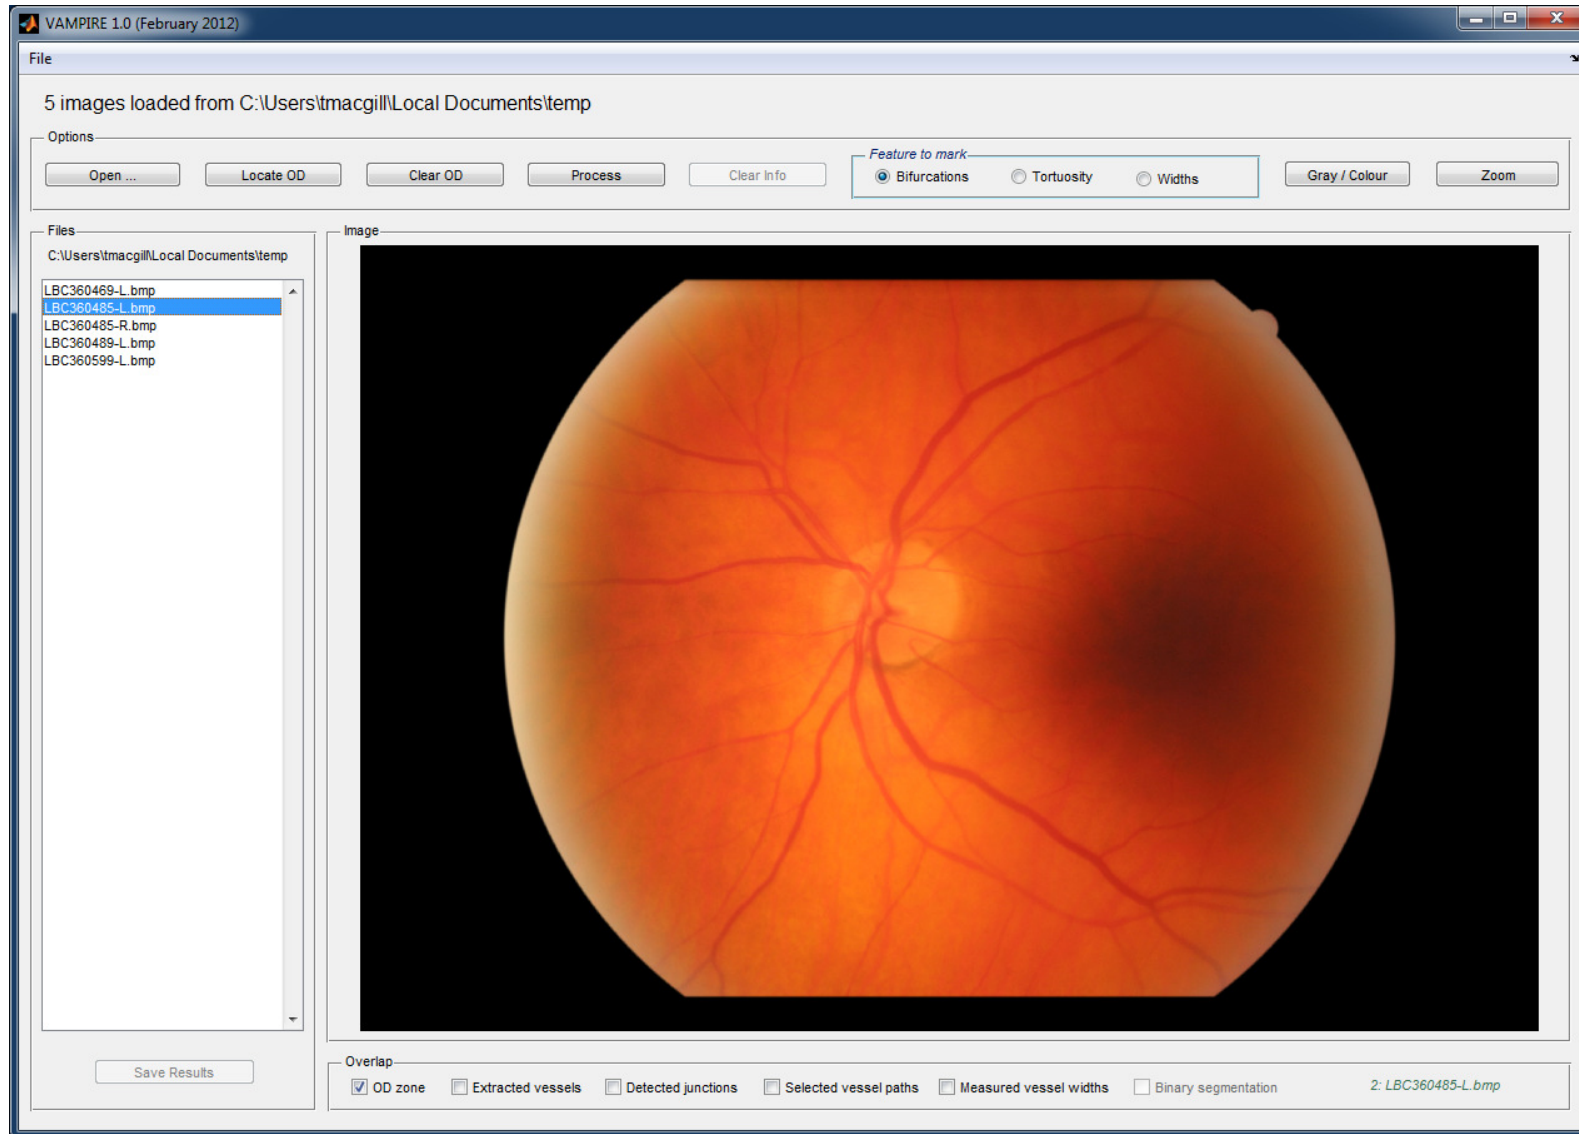 VAMPIRE 1.0 (February 2012)
File
5 images loaded from C:\Users\tmacgill\Local Documents\temp
Options
Open ...
Locate OD
Clear OD
Process
Clear Info
Feature to mark
Bifurcations
Tortuosity
Widths
Gray / Colour
Zoom
Files
C:\Users\tmacgill\Local Documents\temp
LBC360469-L.bmp
LBC360485-L.bmp
LBC360485-R.bmp
LBC360489-L.bmp
LBC360599-L.bmp
Save Results
Image
Overlap
OD zone
Extracted vessels
Detected junctions
Selected vessel paths
Measured vessel widths
Binary segmentation
2: LBC360485-L.bmp